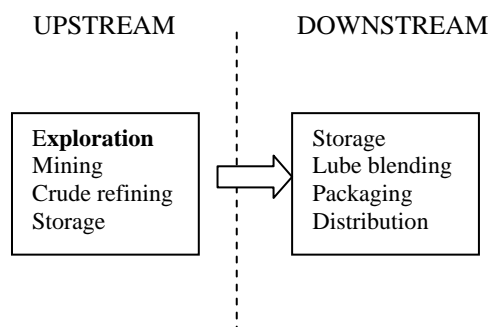 UPSTREAM
DOWNSTREAM
Exploration
Mining
Crude refining
Storage
Storage
Lube blending
Packaging
Distribution